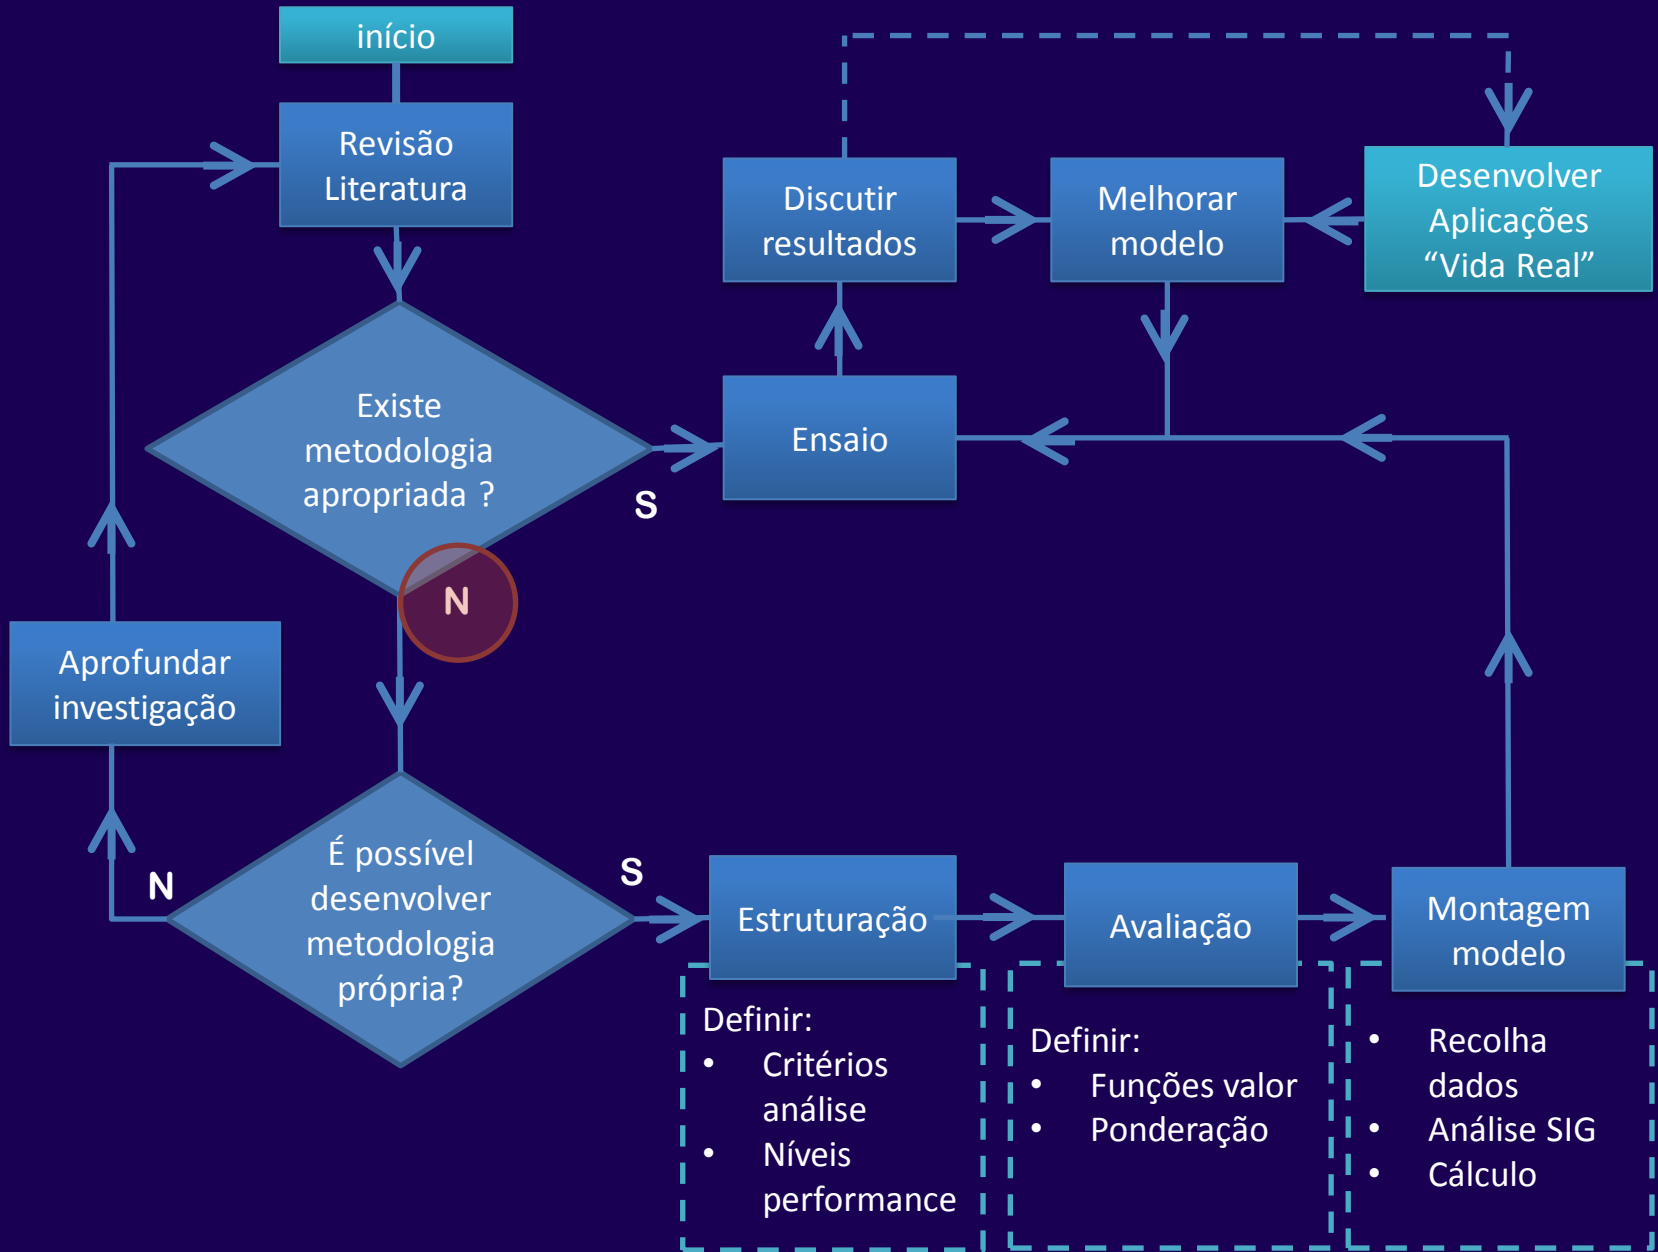 início
Revisão
Literatura
Discutir
resultados
Melhorar
modelo
Desenvolver
Aplicações
“Vida Real”
Existe
metodologia
apropriada ?
S
Ensaio
N
Aprofundar
investigação
É possível
desenvolver
metodologia
própria?
N
S
Estruturação
Avaliação
Montagem
modelo
Definir:
• Critérios
análise
• Níveis
performance
Definir:
• Funções valor
• Ponderação
• Recolha
dados
• Análise SIG
• Cálculo